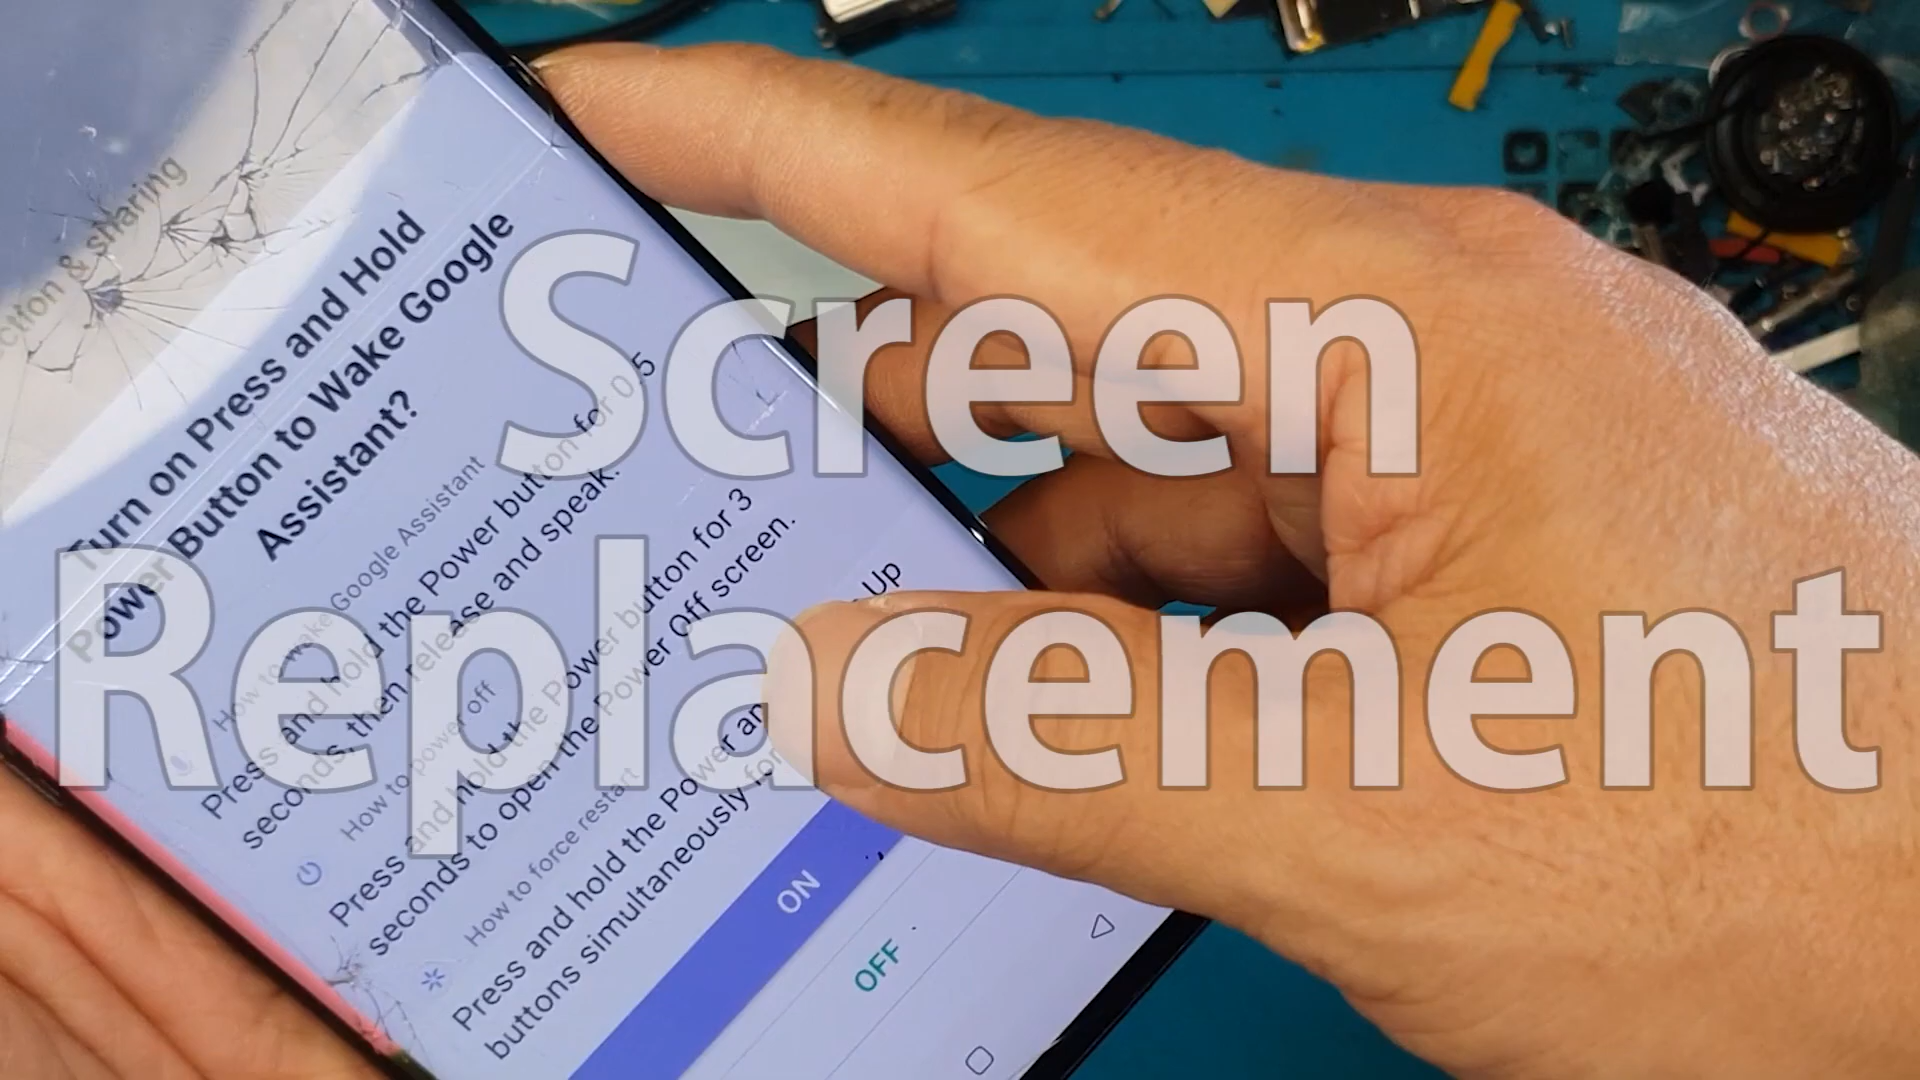 Screen
Replacement
ction & sharing
Turn on Press and Hold
Power Button to Wake Google
Assistant?
How to wake Google Assistant
Press and hold the Power button for 0.5
seconds, then release and speak.
How to power off
Press and hold the Power button for 3
seconds to open the Power Off screen.
How to force restart
Press and hold the Power an Up
buttons simultaneously for
ON
OFF